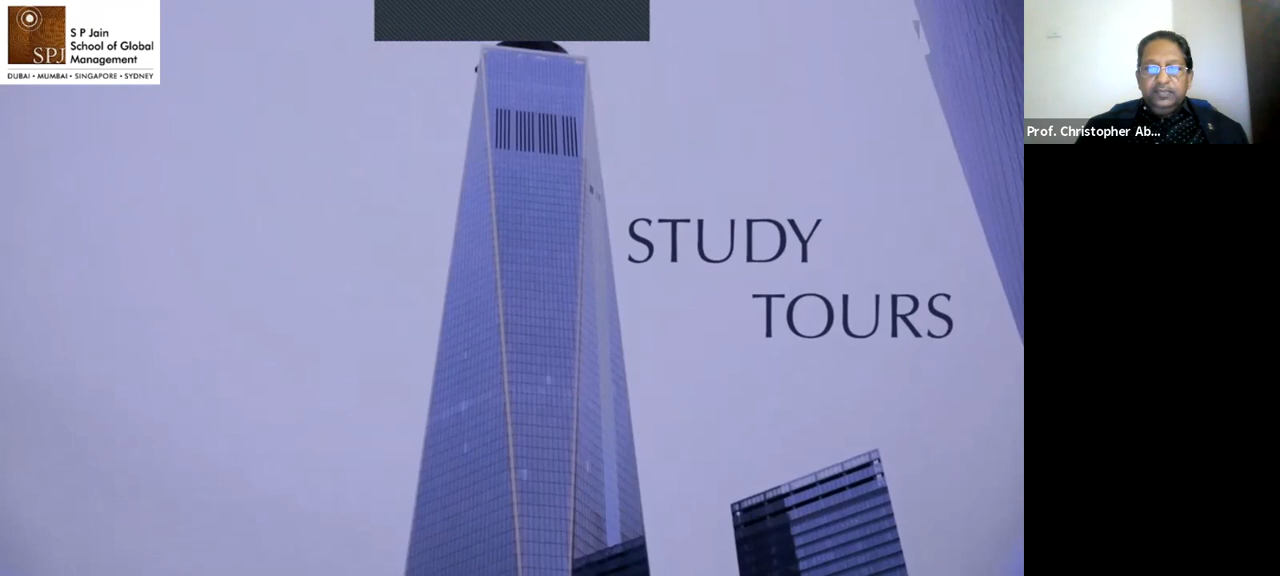 SPJ
S P Jain
School of Global
Management
DUBAI • MUMBAI • SINGAPORE • SYDNEY
STUDY
TOURS
Prof. Christopher Ab...